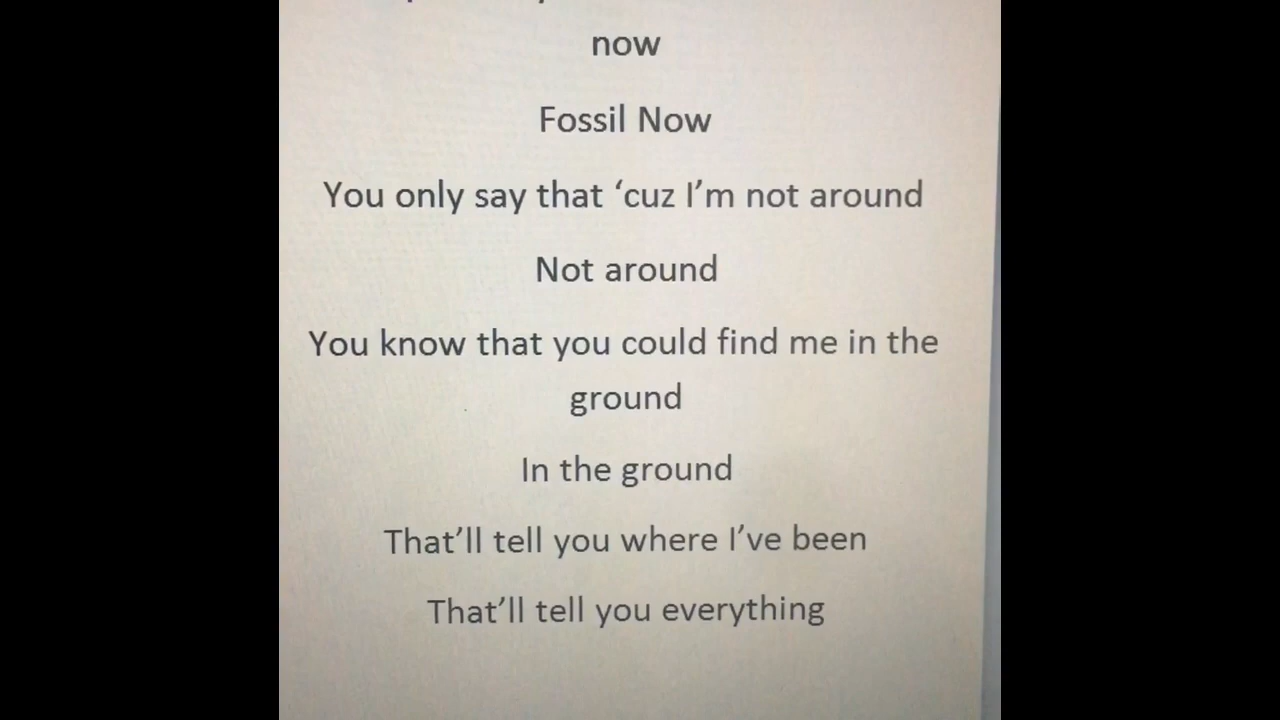 now
Fossil Now
You only say that ‘cuz I’m not around
Not around
You know that you could find me in the
ground
In the ground
That’ll tell you where I’ve been
That’ll tell you everything